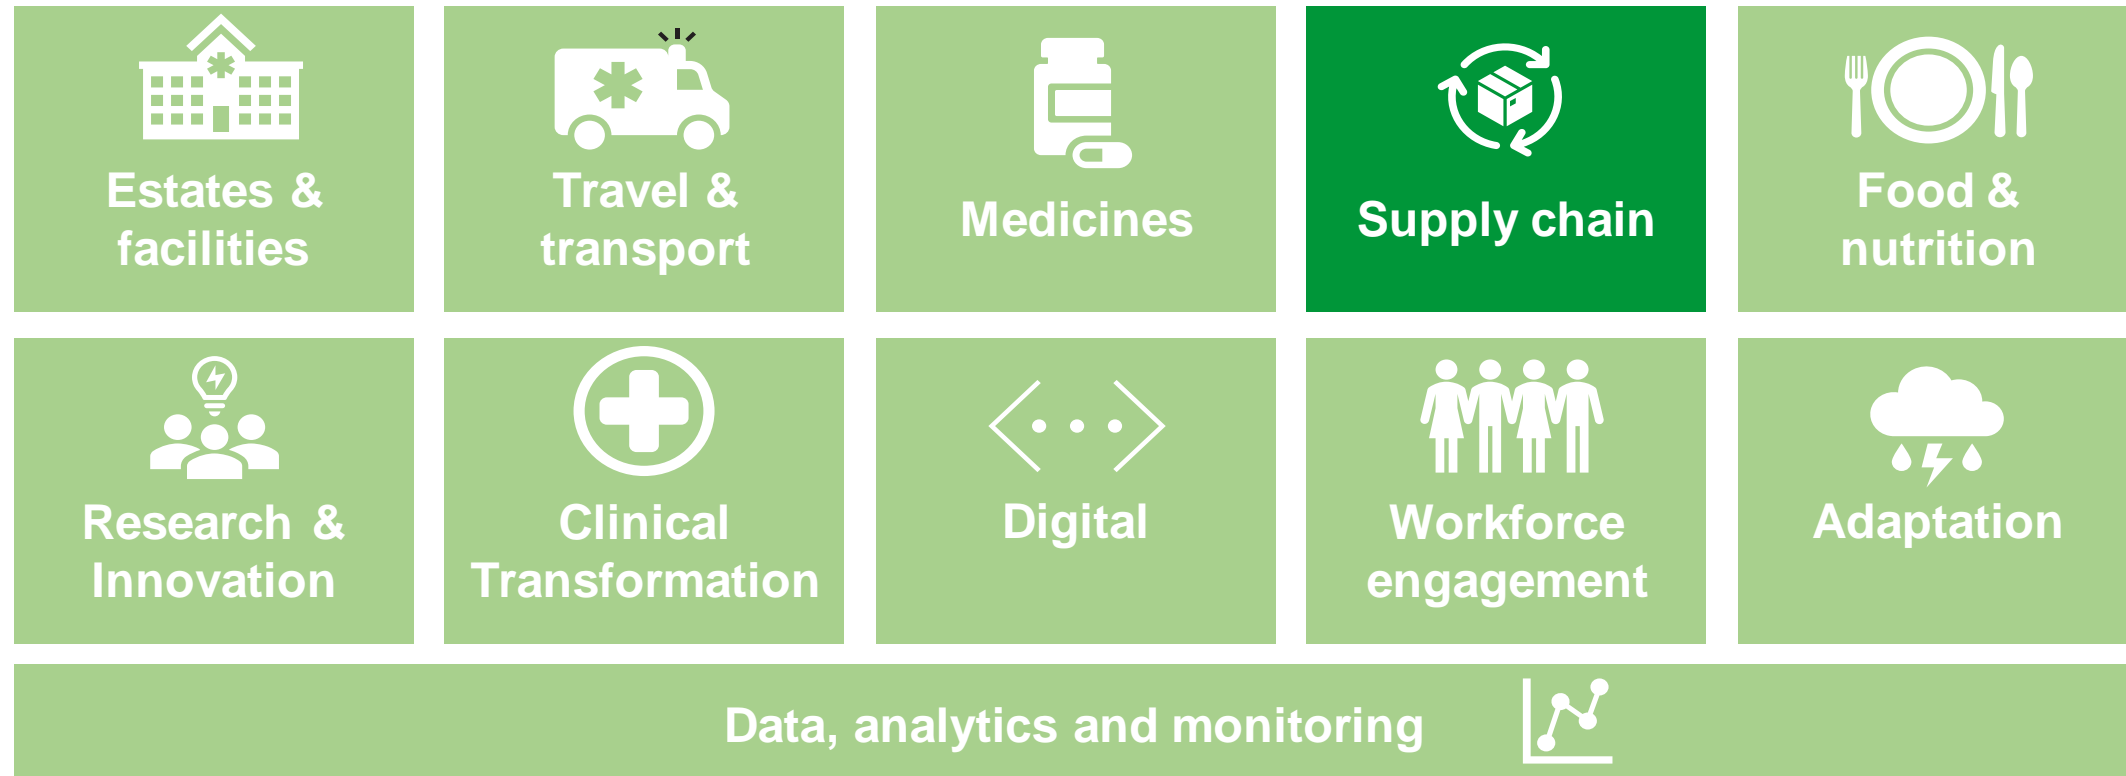 Estates &
facilities
Travel &
transport
Medicines
Supply chain
Food &
nutrition
Research &
Innovation
Clinical
Transformation
Digital
Workforce
engagement
Adaptation
Data, analytics and monitoring